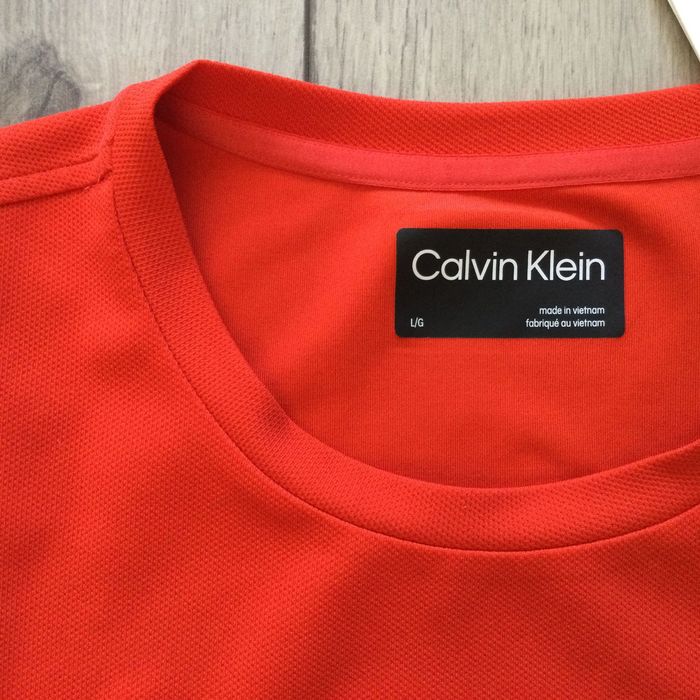 Calvin Klein
made in vietnam
L/G fabriqué au vietnam